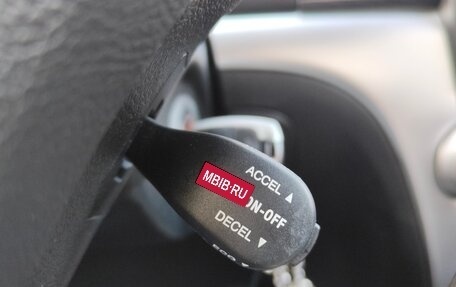 ACCEL ▲
MBIB.RU
ON-OFF
DECEL ▼